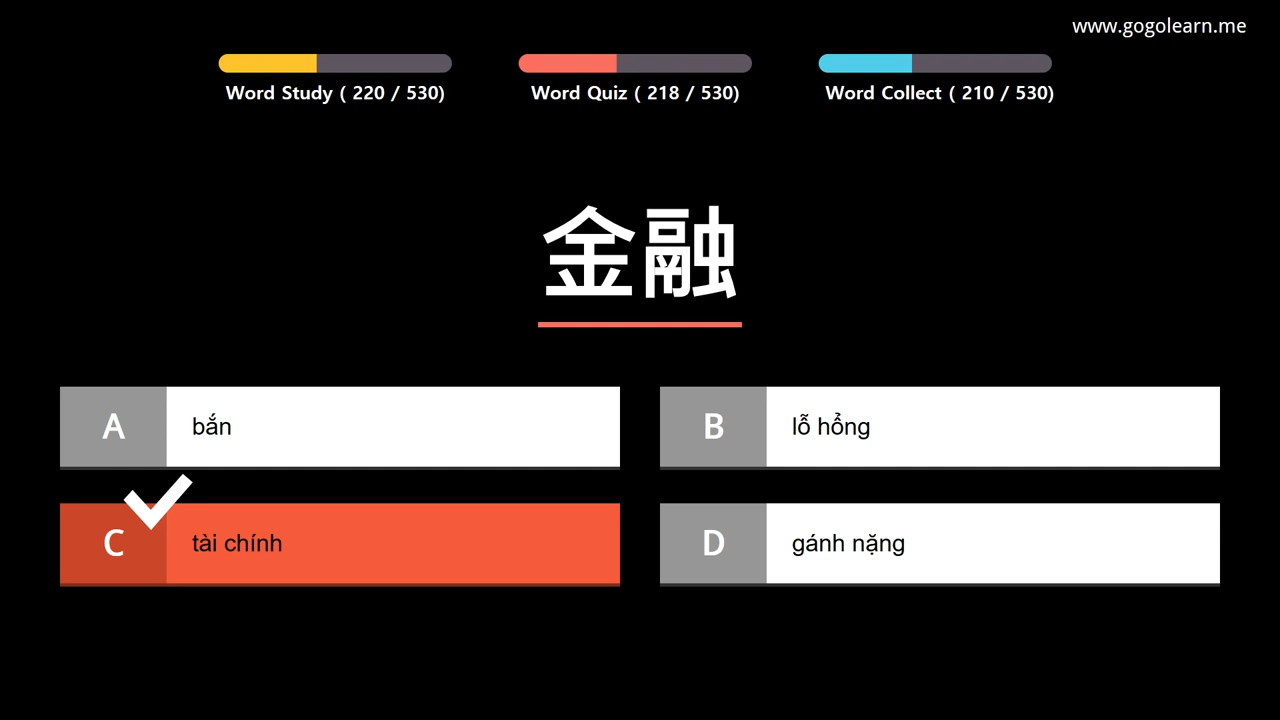 www.gogolearn.me
Word Study ( 220 / 530)
Word Quiz ( 218 / 530)
Word Collect ( 210 / 530)
金融
A
bắn
B
lỗ hổng
C
tài chính
D
gánh nặng